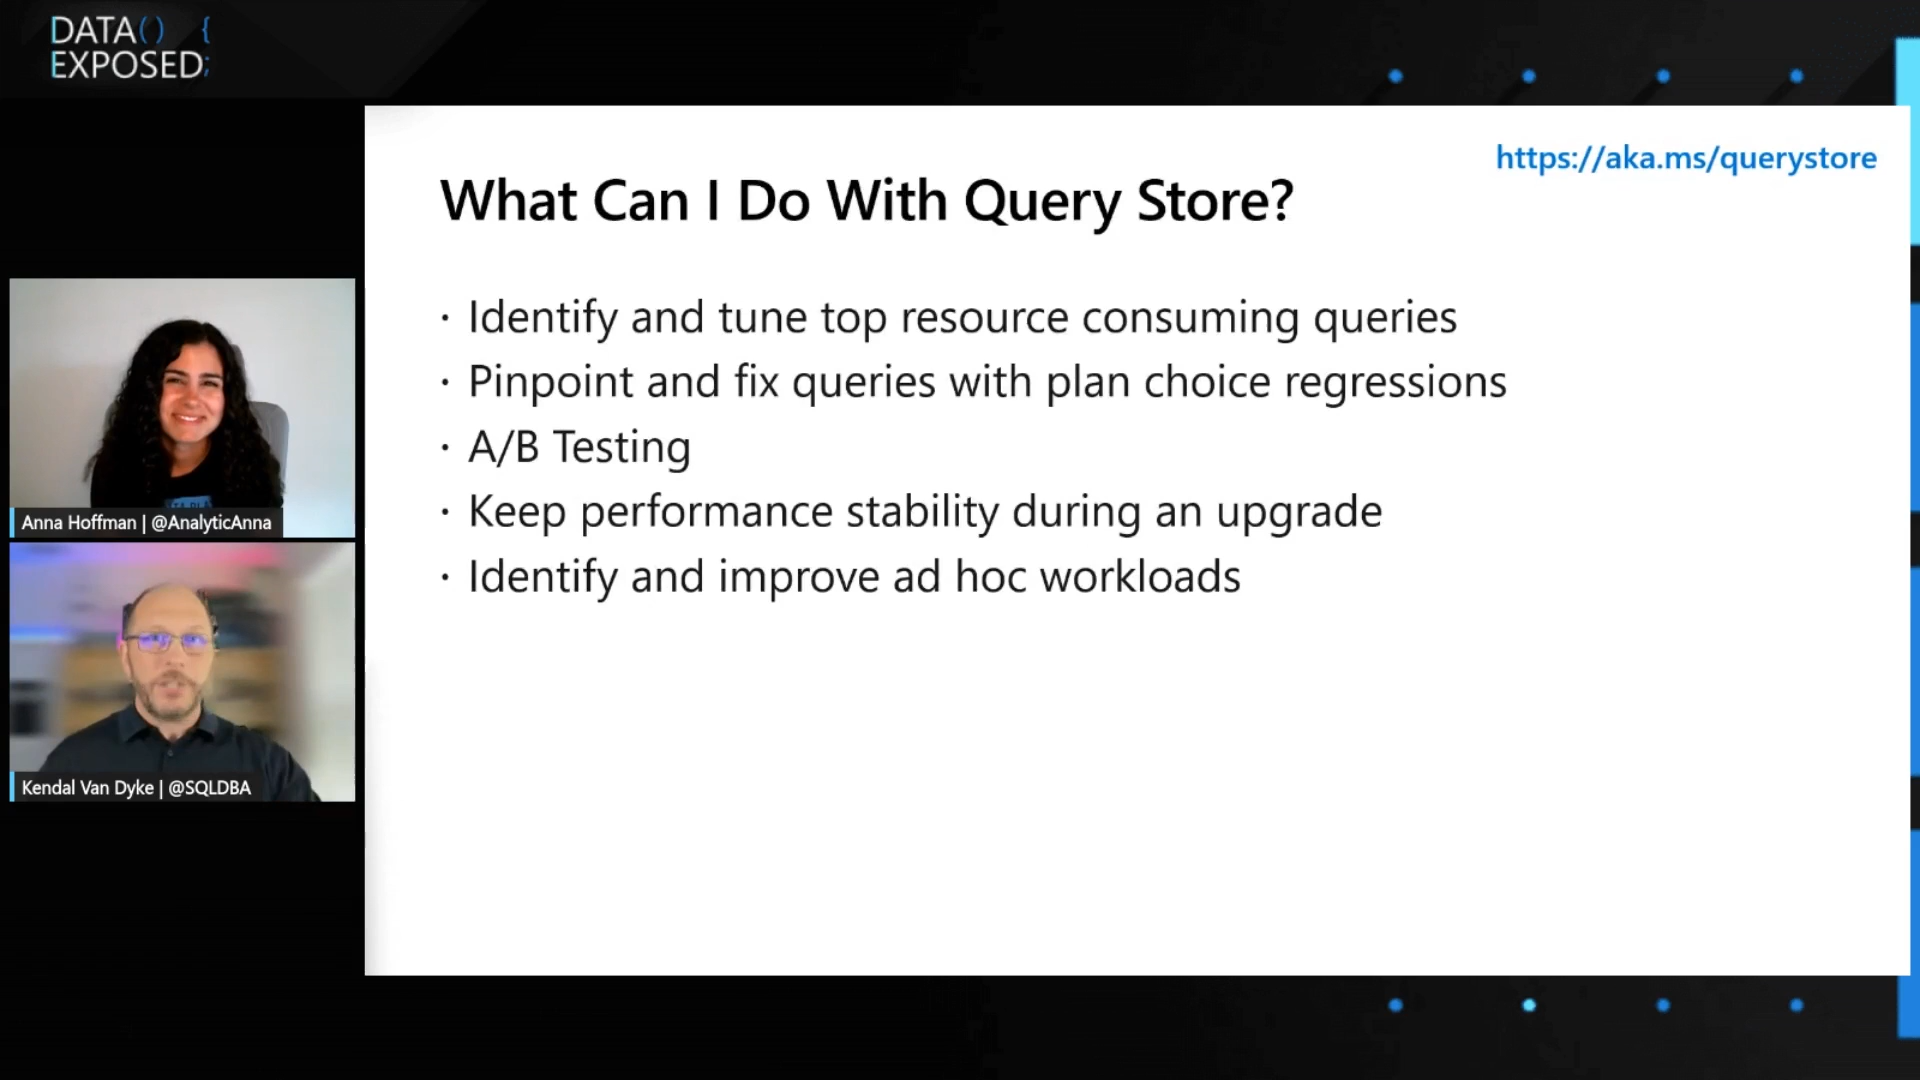 DATA() {
EXPOSED;
https://aka.ms/querystore
What Can I Do With Query Store?
· Identify and tune top resource consuming queries
· Pinpoint and fix queries with plan choice regressions
· A/B Testing
· Keep performance stability during an upgrade
· Identify and improve ad hoc workloads
Anna Hoffman | @AnalyticAnna
Kendal Van Dyke | @SQLDBA